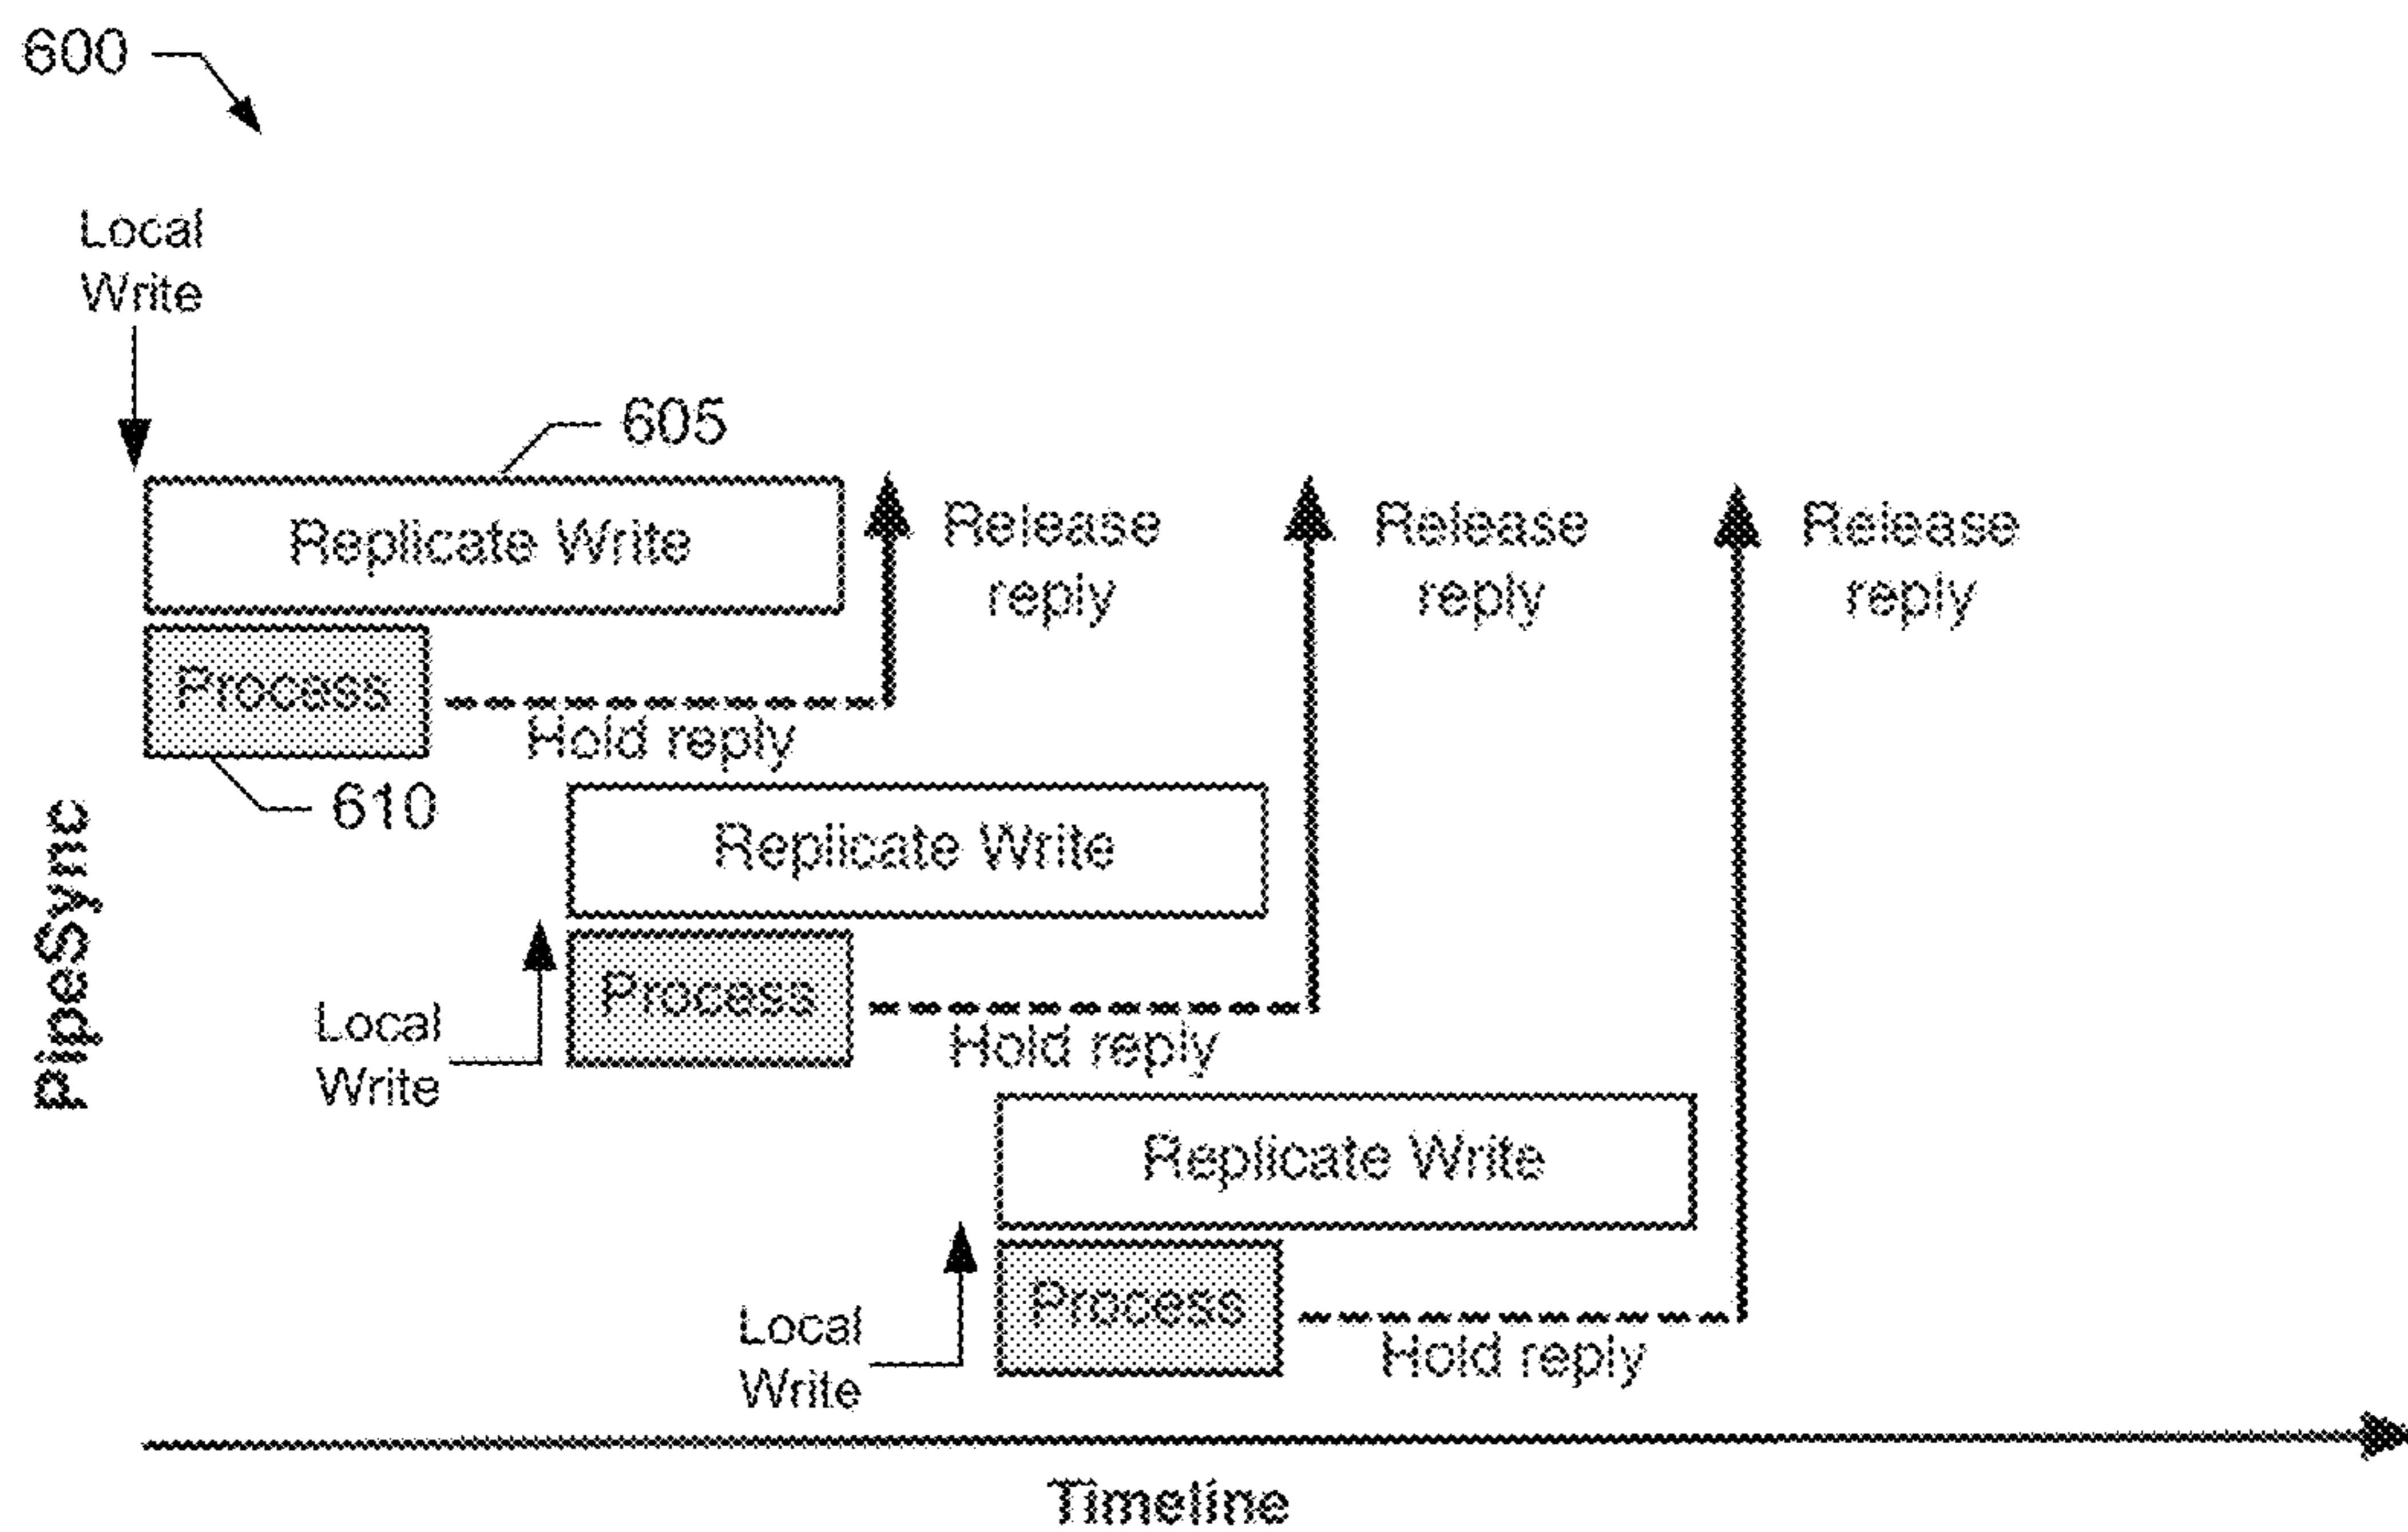 600
Local
Write
605
Replicate Write
Release
reply
Release
reply
Release
reply
Process
Hold reply
610
PipeSync
Replicate Write
Process
Local
Write
Hold reply
Replicate Write
Process
Local
Write
Hold reply
Timeline